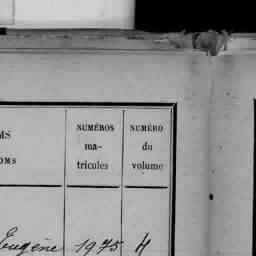 MS
OMS
NUMÉROS
ma-
tricules
NUMÉRO
du
volume
Eugène 1975 4